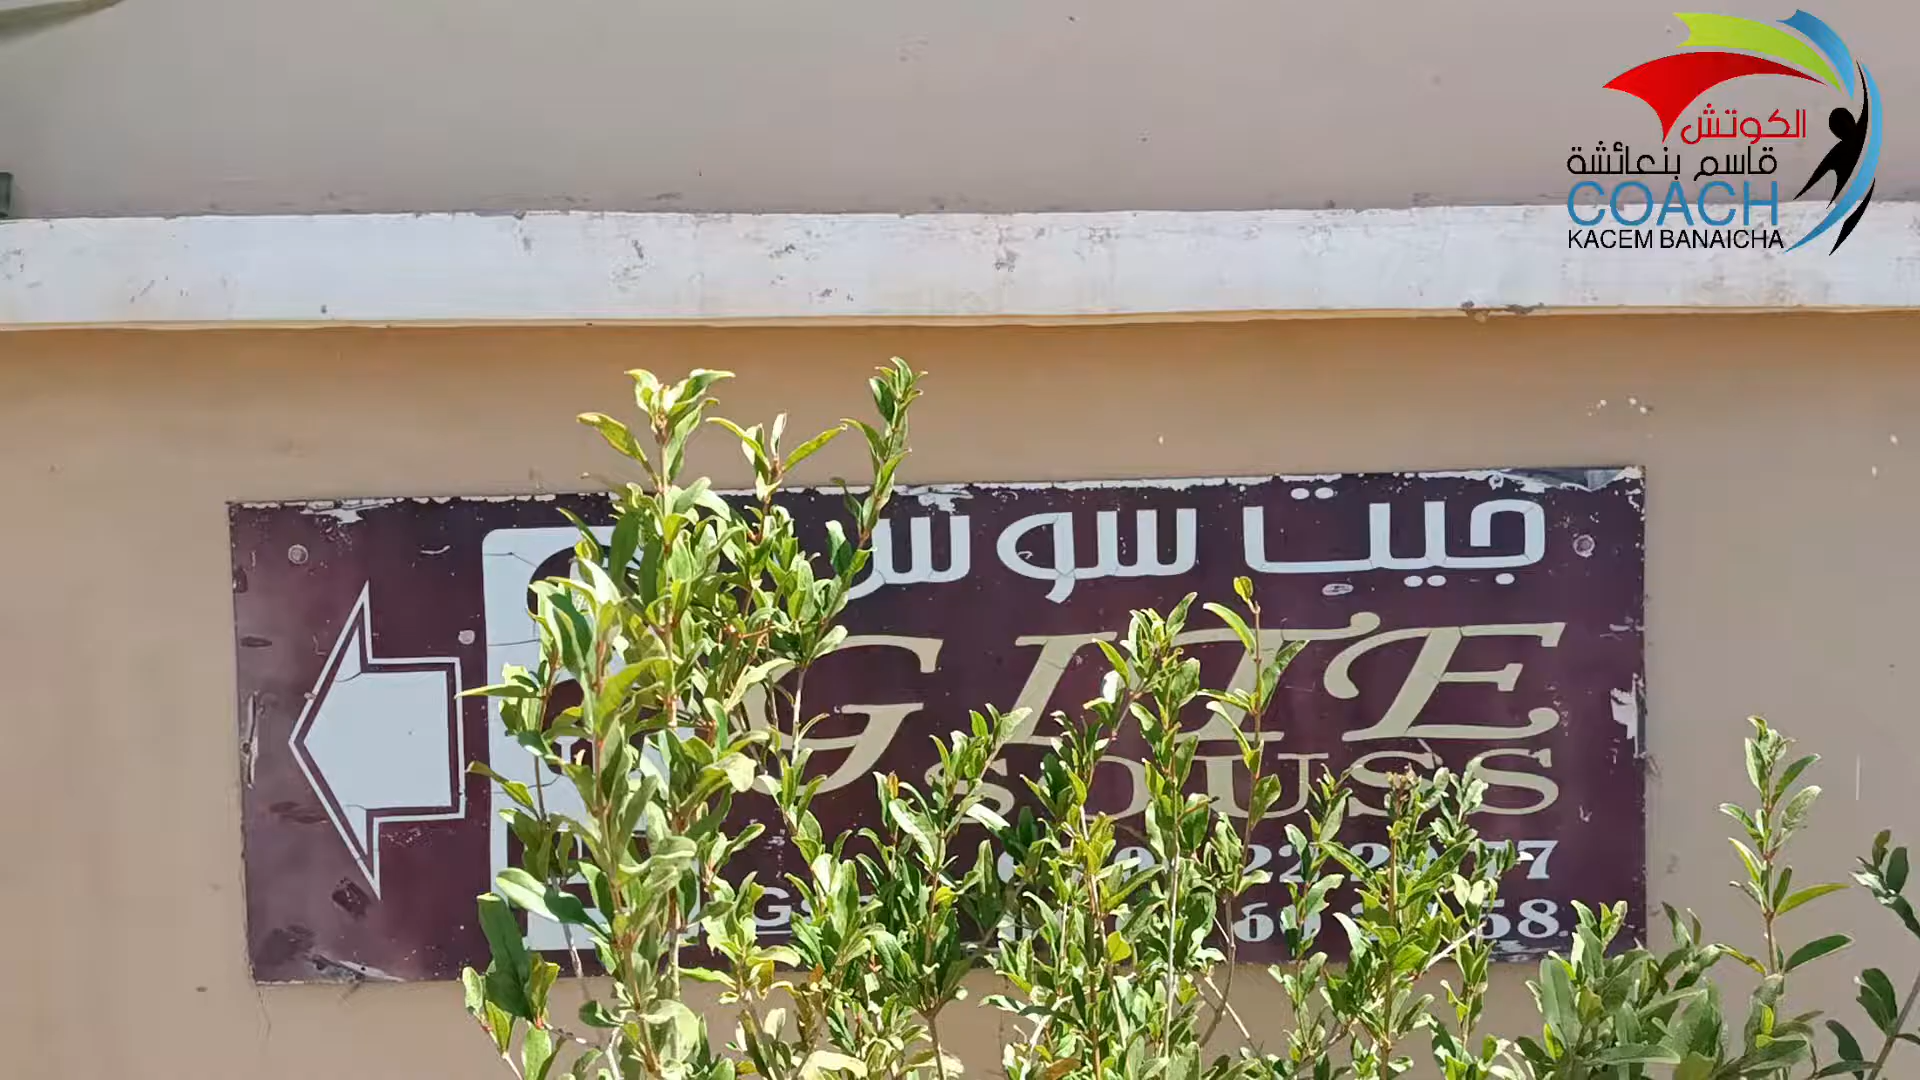 الكوتش
قاسم بنعائشة
COACH
KACEM BANAICHA
جيت سوس
GITE
SOUSS